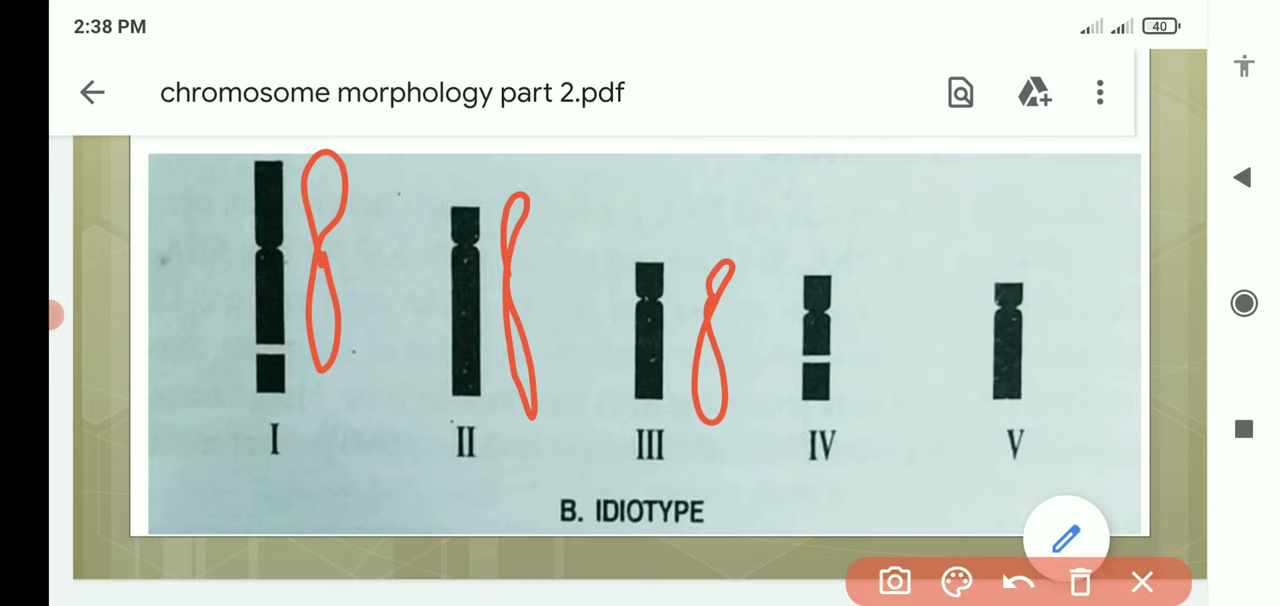 2:38 PM
40
chromosome morphology part 2.pdf
I II III IV V
B. IDIOTYPE